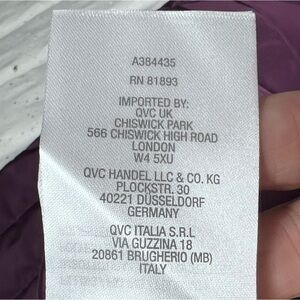 A384435
RN 81893
IMPORTED BY:
QVC UK
CHISWICK PARK
566 CHISWICK HIGH ROAD
LONDON
W4 5XU
QVC HANDEL LLC & CO. KG
PLOCKSTR. 30
40221 DÜSSELDORF
GERMANY
QVC ITALIA S.R.L
VIA GUZZINA 18
20861 BRUGHERIO (MB)
ITALY